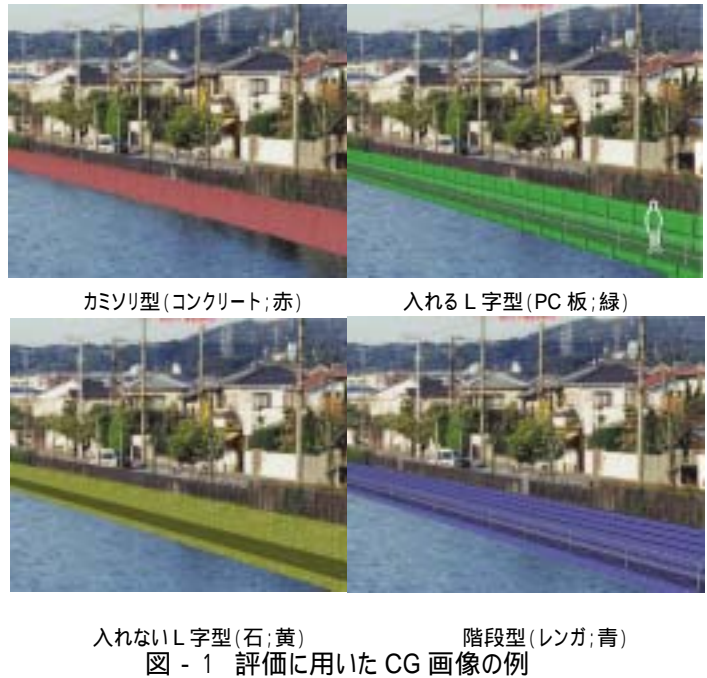 カミソリ型(コンクリート;赤)
入れるL字型(PC板;緑)
入れないL字型(石;黄)
階段型(レンガ;青)
図 - 1 評価に用いた CG 画像の例